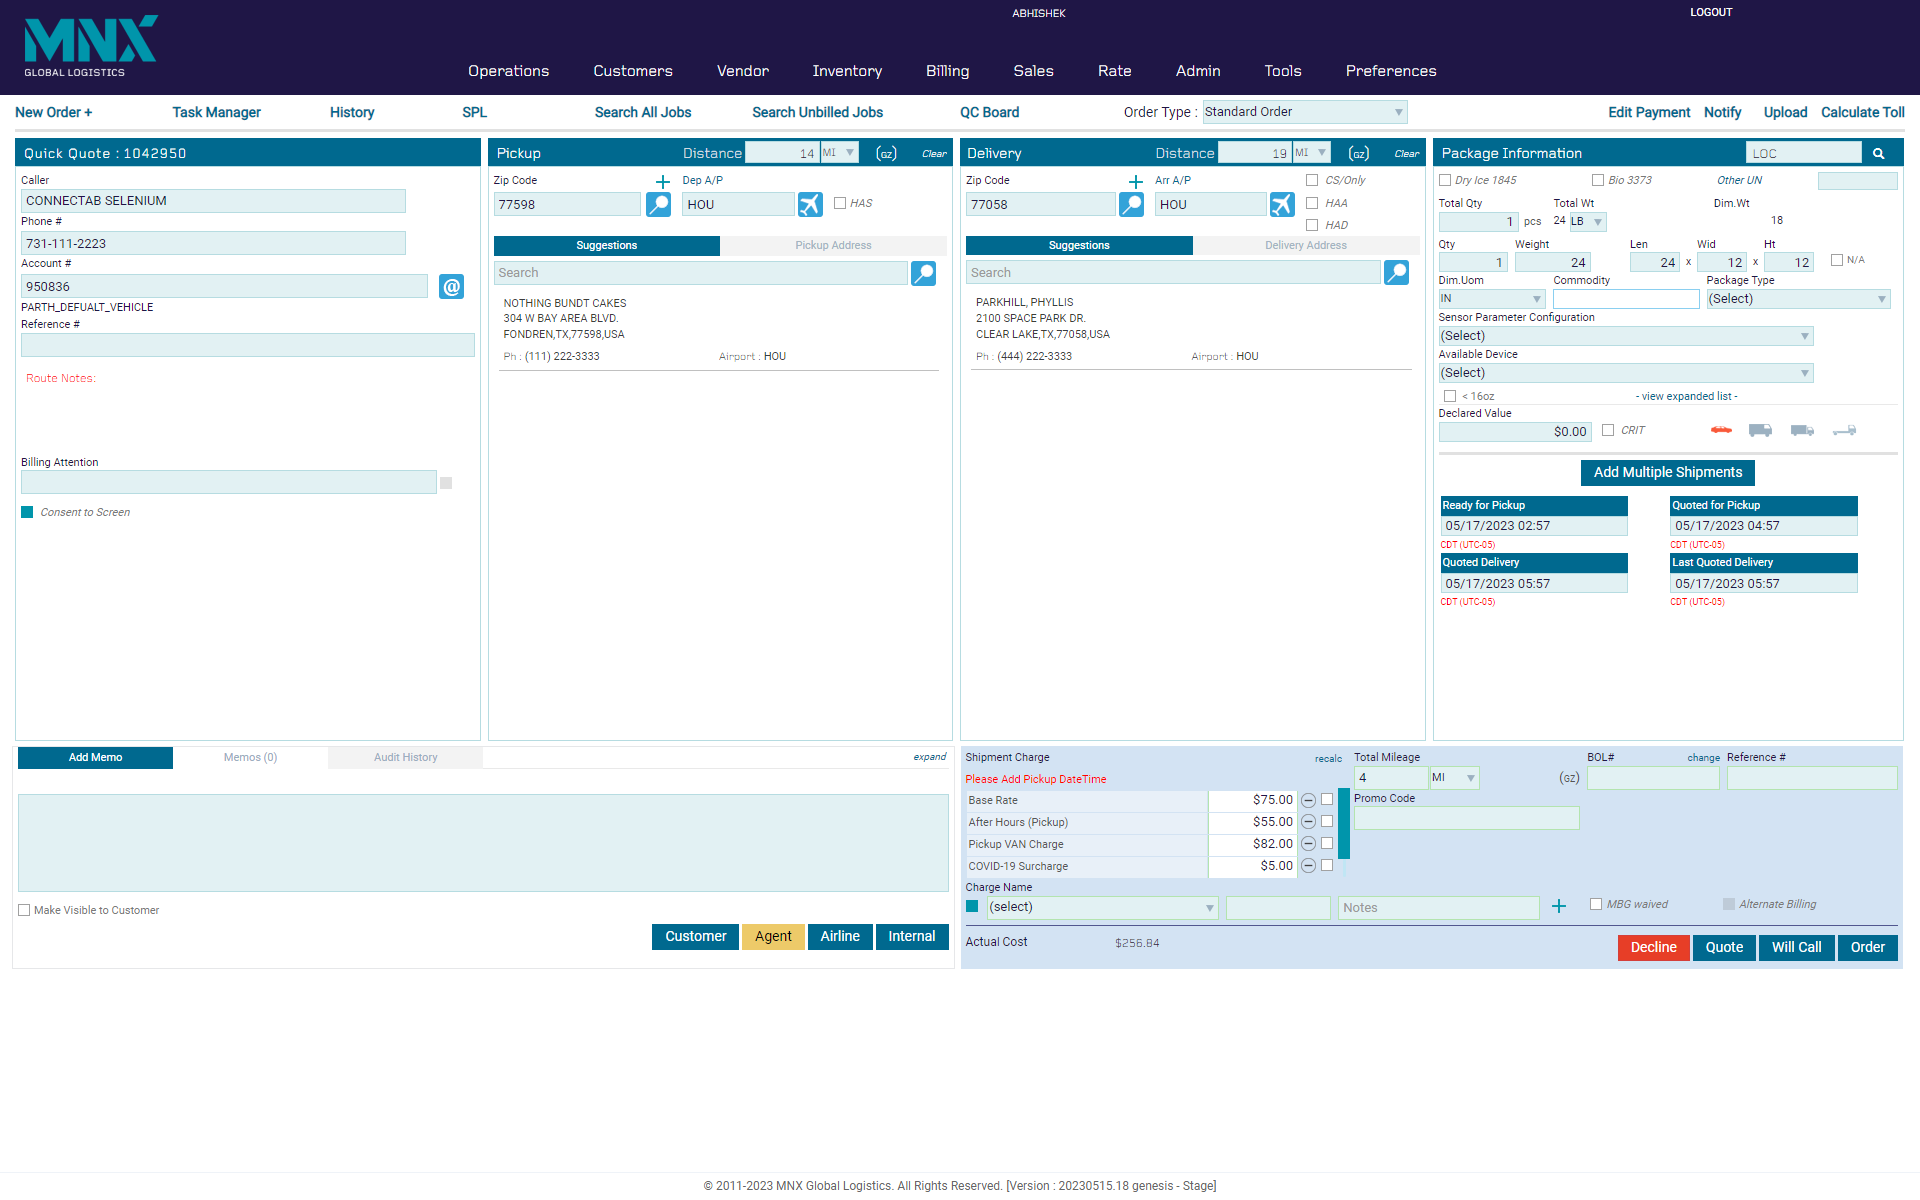 MNX
GLOBAL LOGISTICS
ABHISHEK
LOGOUT
Operations Customers Vendor Inventory Billing Sales Rate Admin Tools Preferences
New Order + Task Manager History SPL Search All Jobs Search Unbilled Jobs QC Board Order Type : Standard Order Edit Payment Notify Upload Calculate Toll
Quick Quote : 1042950
Caller
CONNECTAB SELENIUM
Phone #
731-111-2223
Account #
950836
@
PARTH_DEFUALT_VEHICLE
Reference #
Route Notes:
Billing Attention
Consent to Screen
Pickup Distance 14 MI (GZ) Clear
Zip Code + Dep A/P
77598 HOU HAS
Suggestions Pickup Address
Search
NOTHING BUNDT CAKES
304 W BAY AREA BLVD.
FONDREN,TX,77598,USA
Ph : (111) 222-3333 Airport : HOU
Delivery Distance 19 MI (GZ) Clear
Zip Code + Arr A/P CS/Only
77058 HOU HAA
HAD
Suggestions Delivery Address
Search
PARKHILL, PHYLLIS
2100 SPACE PARK DR.
CLEAR LAKE,TX,77058,USA
Ph : (444) 222-3333 Airport : HOU
Package Information LOC
Dry Ice 1845 Bio 3373 Other UN
Total Qty Total Wt Dim.Wt
1 pcs 24 LB 18
Qty Weight Len Wid Ht
1 24 24 x 12 x 12 N/A
Dim.Uom Commodity Package Type
IN (Select)
Sensor Parameter Configuration
(Select)
Available Device
(Select)
< 16oz - view expanded list -
Declared Value
$0.00 CRIT
Add Multiple Shipments
Ready for Pickup Quoted for Pickup
05/17/2023 02:57 05/17/2023 04:57
CDT (UTC-05) CDT (UTC-05)
Quoted Delivery Last Quoted Delivery
05/17/2023 05:57 05/17/2023 05:57
CDT (UTC-05) CDT (UTC-05)
Add Memo Memos (0) Audit History expand
Make Visible to Customer
Customer Agent Airline Internal
Shipment Charge recalc Total Mileage BOL# change Reference #
Please Add Pickup DateTime 4 MI (GZ)
Base Rate $75.00 Promo Code
After Hours (Pickup) $55.00
Pickup VAN Charge $82.00
COVID-19 Surcharge $5.00
Charge Name
(select) Notes + MBG waived Alternate Billing
Actual Cost $256.84
Decline Quote Will Call Order
© 2011-2023 MNX Global Logistics. All Rights Reserved. [Version : 20230515.18 genesis - Stage]